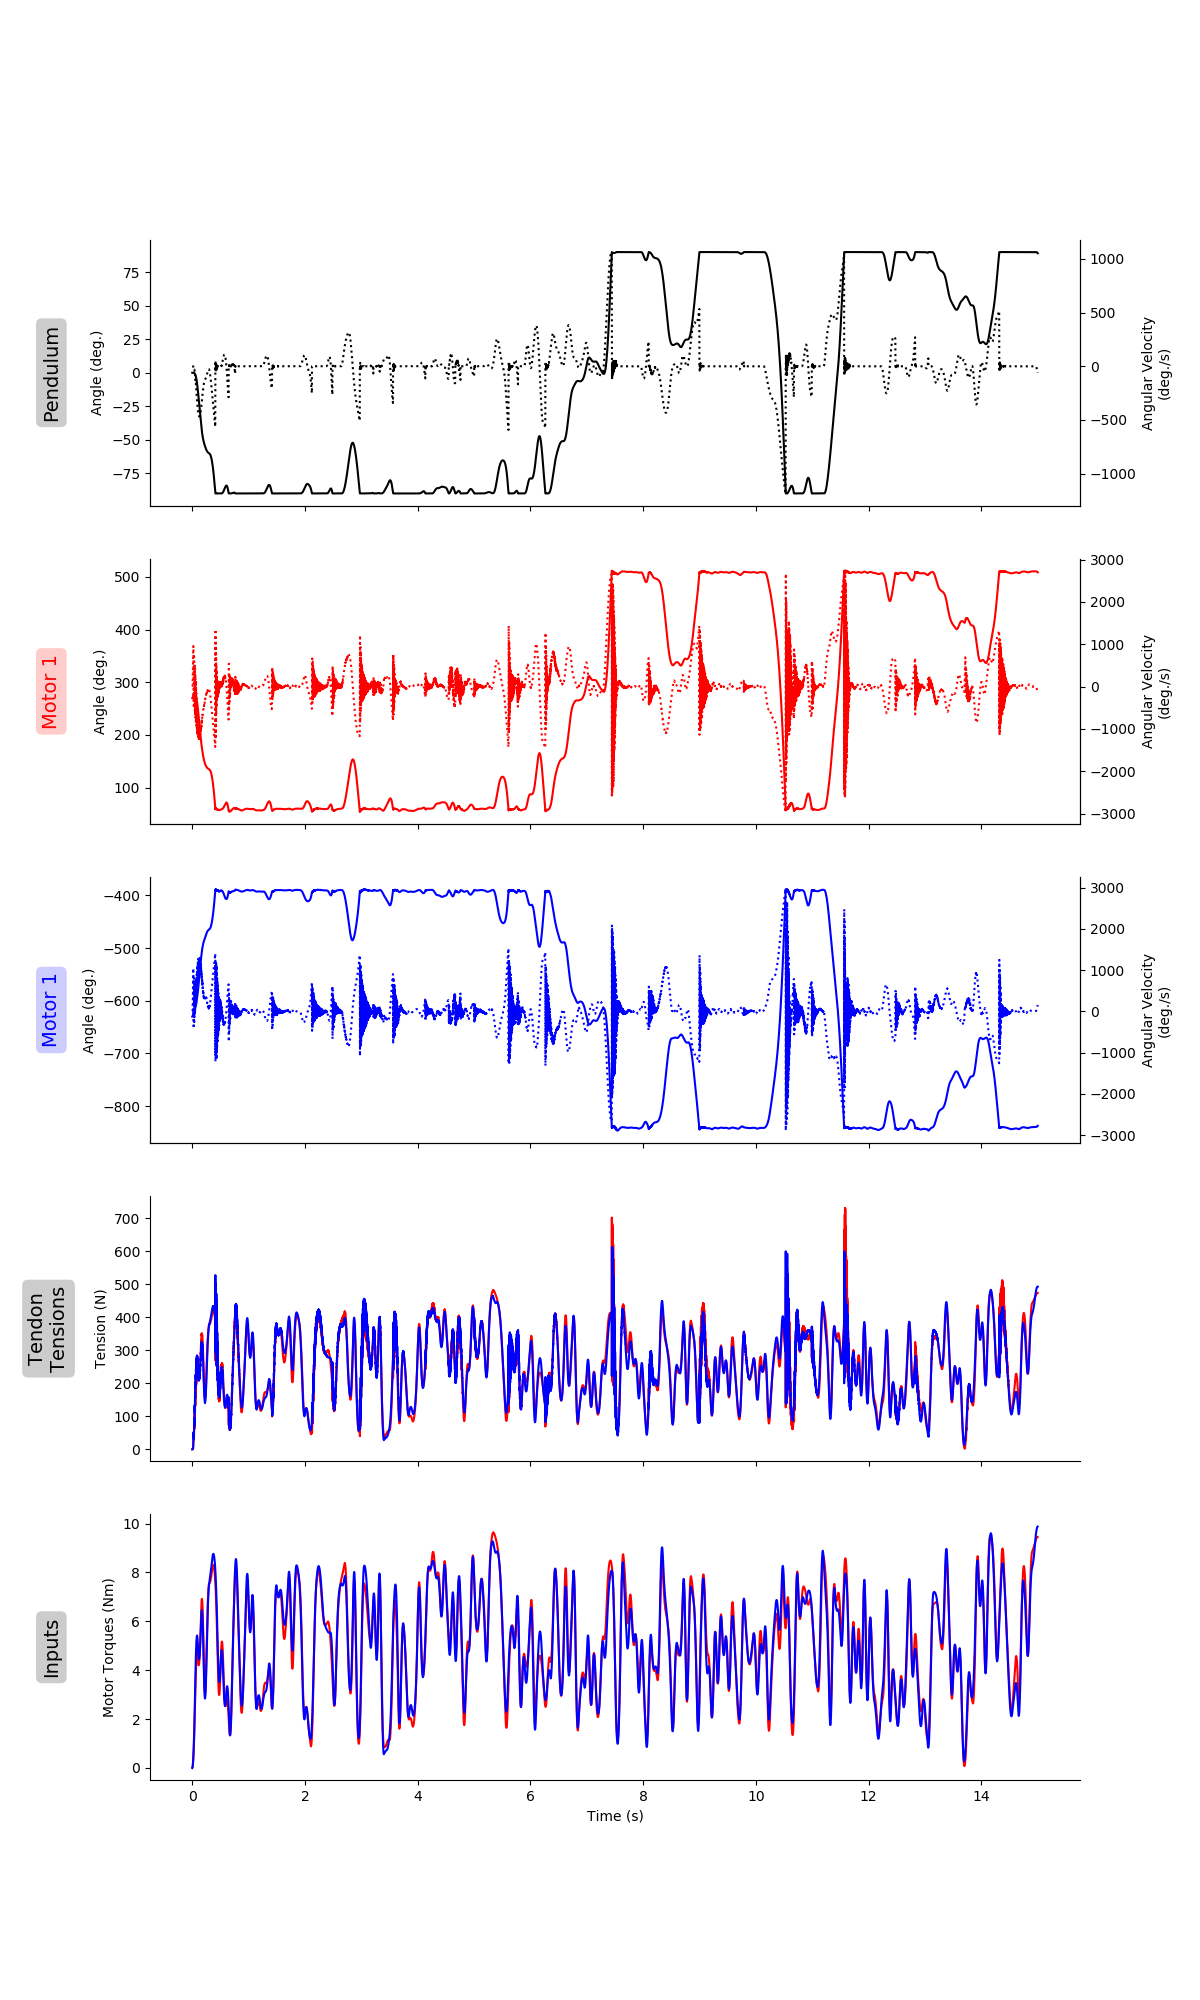 Pendulum
Angle (deg.)
75
50
25
0
−25
−50
−75
1000
500
0
−500
−1000
Angular Velocity
(deg./s)
Motor 1
Angle (deg.)
500
400
300
200
100
3000
2000
1000
0
−1000
−2000
−3000
Angular Velocity
(deg./s)
Motor 1
Angle (deg.)
−400
−500
−600
−700
−800
3000
2000
1000
0
−1000
−2000
−3000
Angular Velocity
(deg./s)
Tendon
Tensions
Tension (N)
700
600
500
400
300
200
100
0
Inputs
Motor Torques (Nm)
10
8
6
4
2
0
0 2 4 6 8 10 12 14
Time (s)